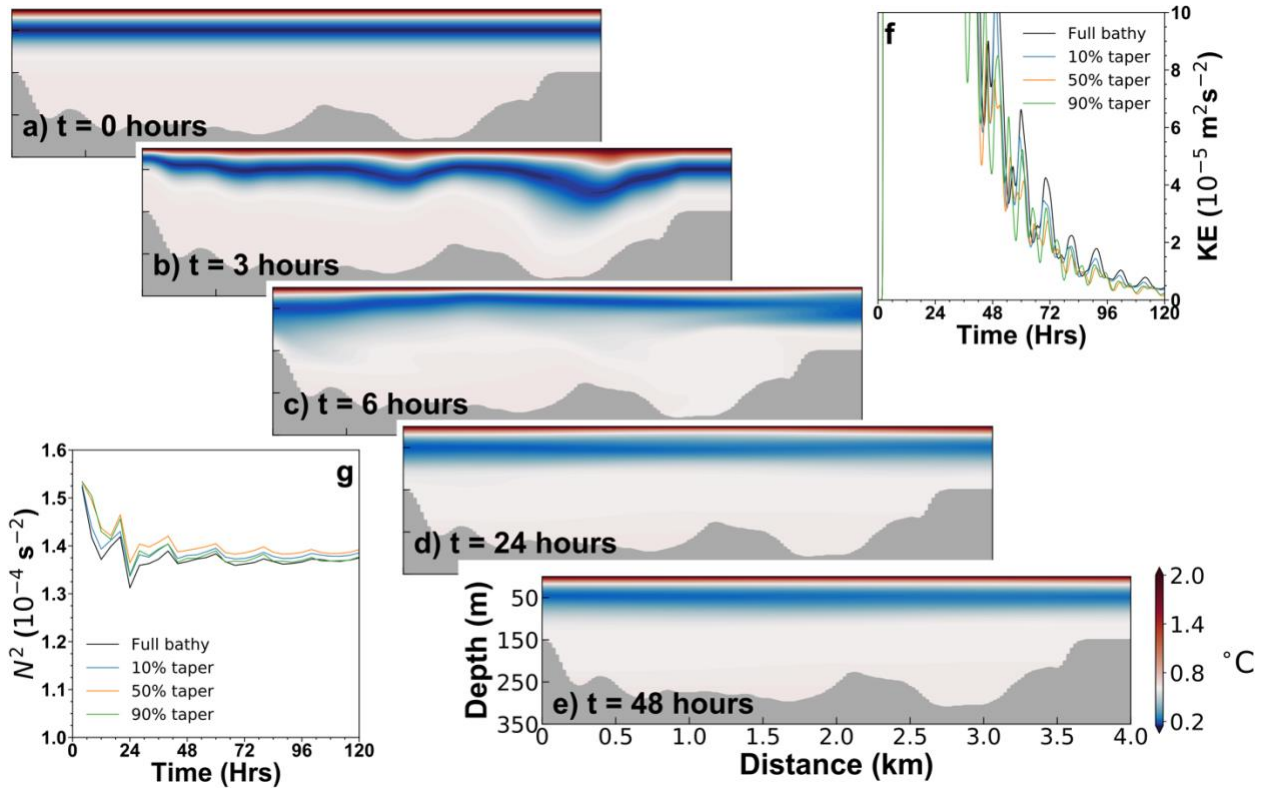 a) t = 0 hours
b) t = 3 hours
c) t = 6 hours
d) t = 24 hours
e) t = 48 hours
Depth (m)
50
150
250
350
0 0.5 1.0 1.5 2.0 2.5 3.0 3.5 4.0
Distance (km)
2.0
1.4
0.8
0.2
°C
f
Full bathy
10% taper
50% taper
90% taper
10
8
6
4
2
0
KE (10⁻⁵ m²s⁻²)
0 24 48 72 96 120
Time (Hrs)
g
N² (10⁻⁴ s⁻²)
1.6
1.5
1.4
1.3
1.2
1.1
1.0
Full bathy
10% taper
50% taper
90% taper
0 24 48 72 96 120
Time (Hrs)